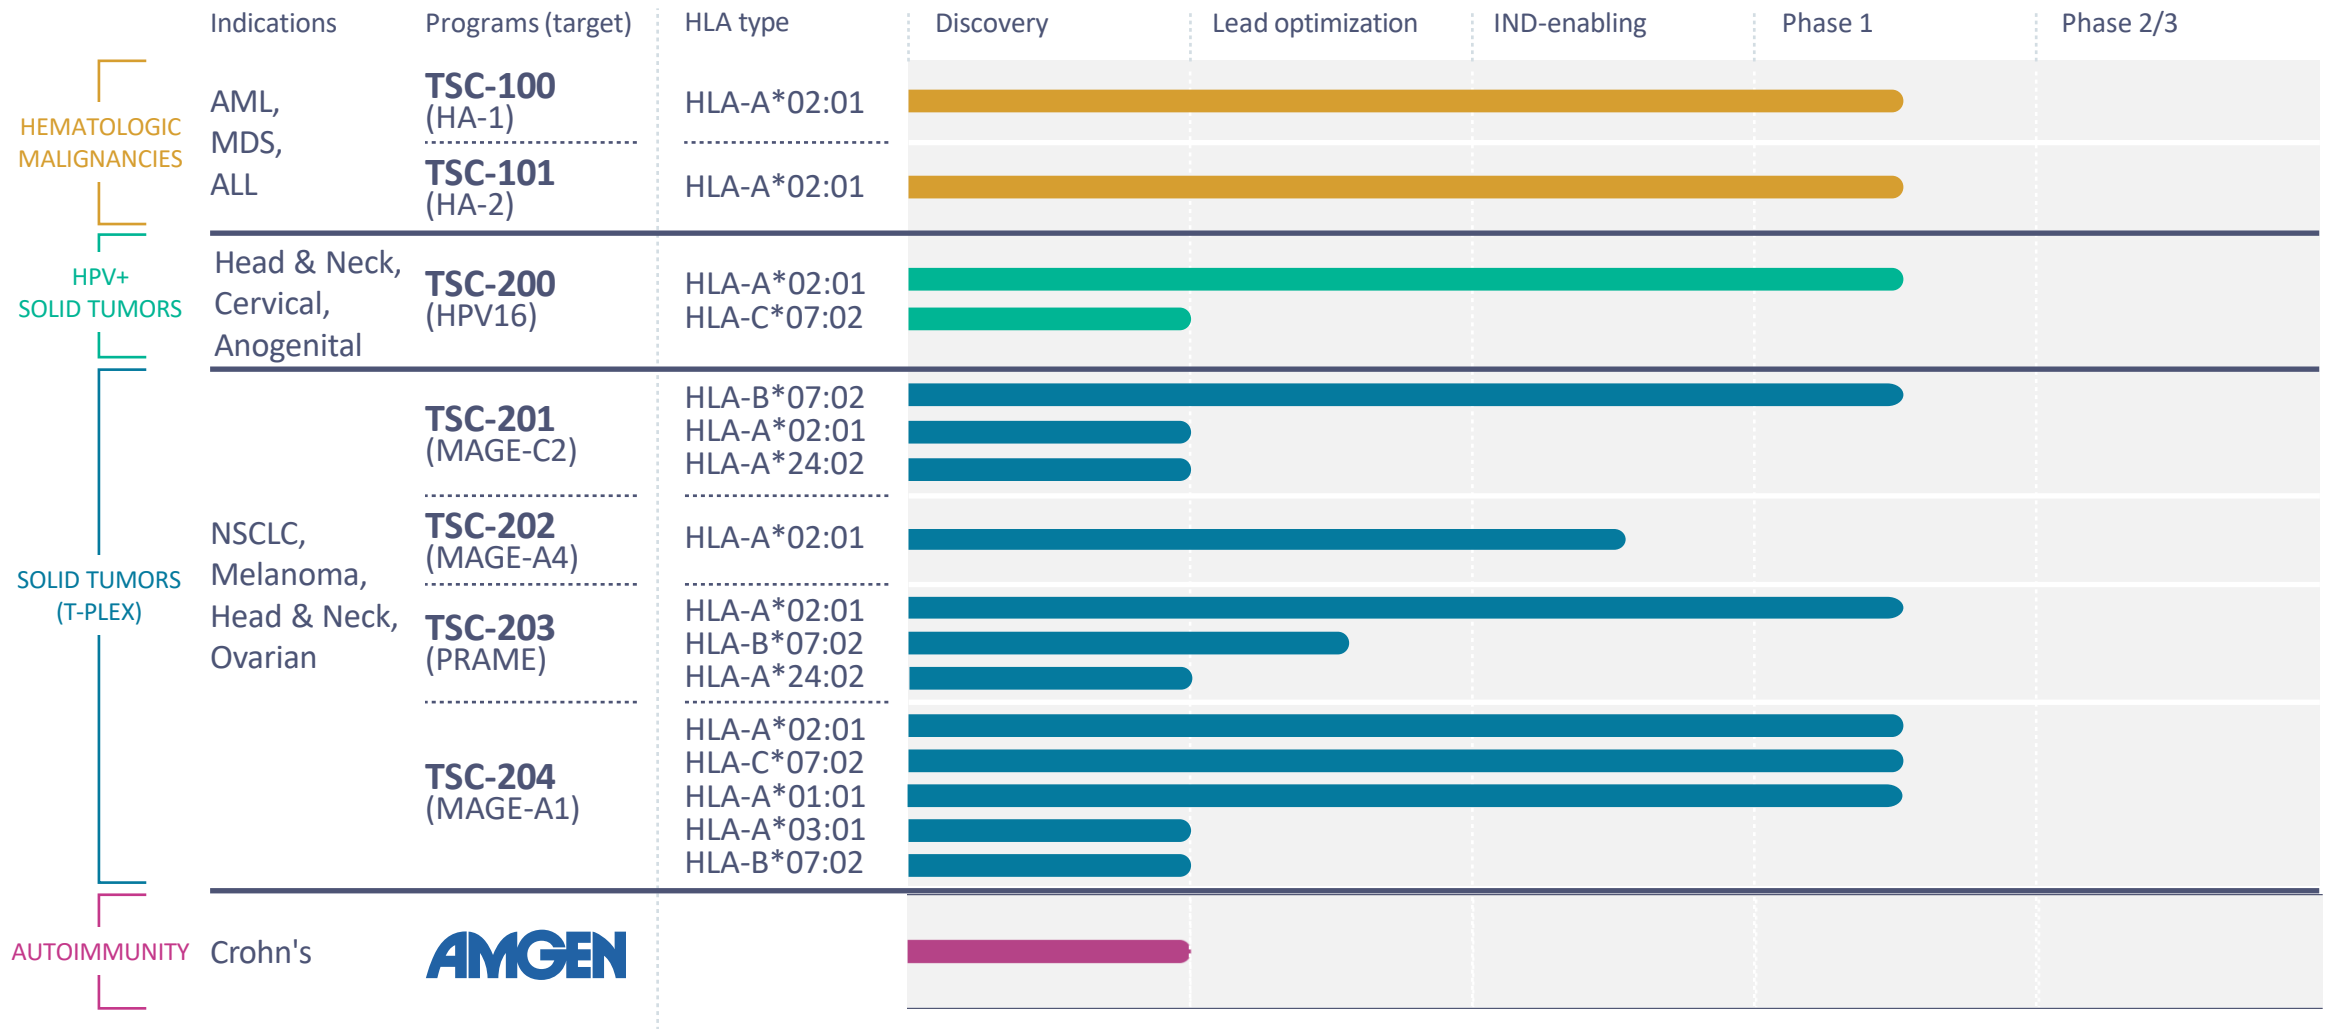 Indications
Programs (target)
HLA type
Discovery
Lead optimization
IND-enabling
Phase 1
Phase 2/3
HEMATOLOGIC
MALIGNANCIES
AML,
MDS,
ALL
TSC-100
(HA-1)
HLA-A*02:01
TSC-101
(HA-2)
HLA-A*02:01
HPV+
SOLID TUMORS
Head & Neck,
Cervical,
Anogenital
TSC-200
(HPV16)
HLA-A*02:01
HLA-C*07:02
SOLID TUMORS
(T-PLEX)
NSCLC,
Melanoma,
Head & Neck,
Ovarian
TSC-201
(MAGE-C2)
HLA-B*07:02
HLA-A*02:01
HLA-A*24:02
TSC-202
(MAGE-A4)
HLA-A*02:01
TSC-203
(PRAME)
HLA-A*02:01
HLA-B*07:02
HLA-A*24:02
TSC-204
(MAGE-A1)
HLA-A*02:01
HLA-C*07:02
HLA-A*01:01
HLA-A*03:01
HLA-B*07:02
AUTOIMMUNITY
Crohn's
AMGEN